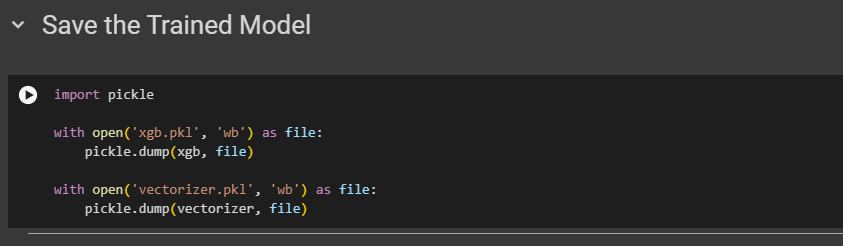 Save the Trained Model
import pickle
with open('xgb.pkl', 'wb') as file:
    pickle.dump(xgb, file)
with open('vectorizer.pkl', 'wb') as file:
    pickle.dump(vectorizer, file)